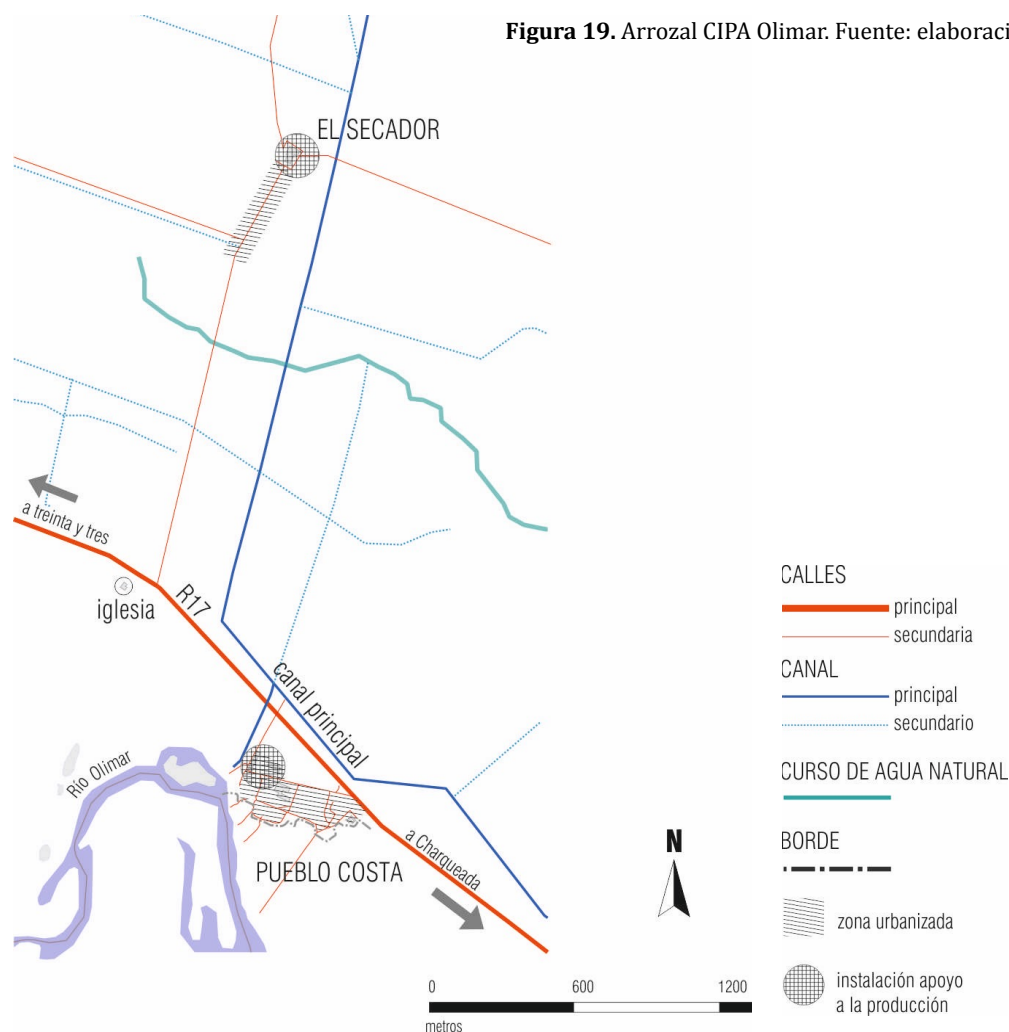 Figura 19. Arrozal CIPA Olimar. Fuente: elaboraci
EL SECADOR
a treinta y tres
iglesia
R17
canal principal
Río Olimar
PUEBLO COSTA
a Charqueada
N
CALLES
principal
secundaria
CANAL
principal
secundario
CURSO DE AGUA NATURAL
BORDE
zona urbanizada
instalación apoyo
a la producción
0 600 1200
metros